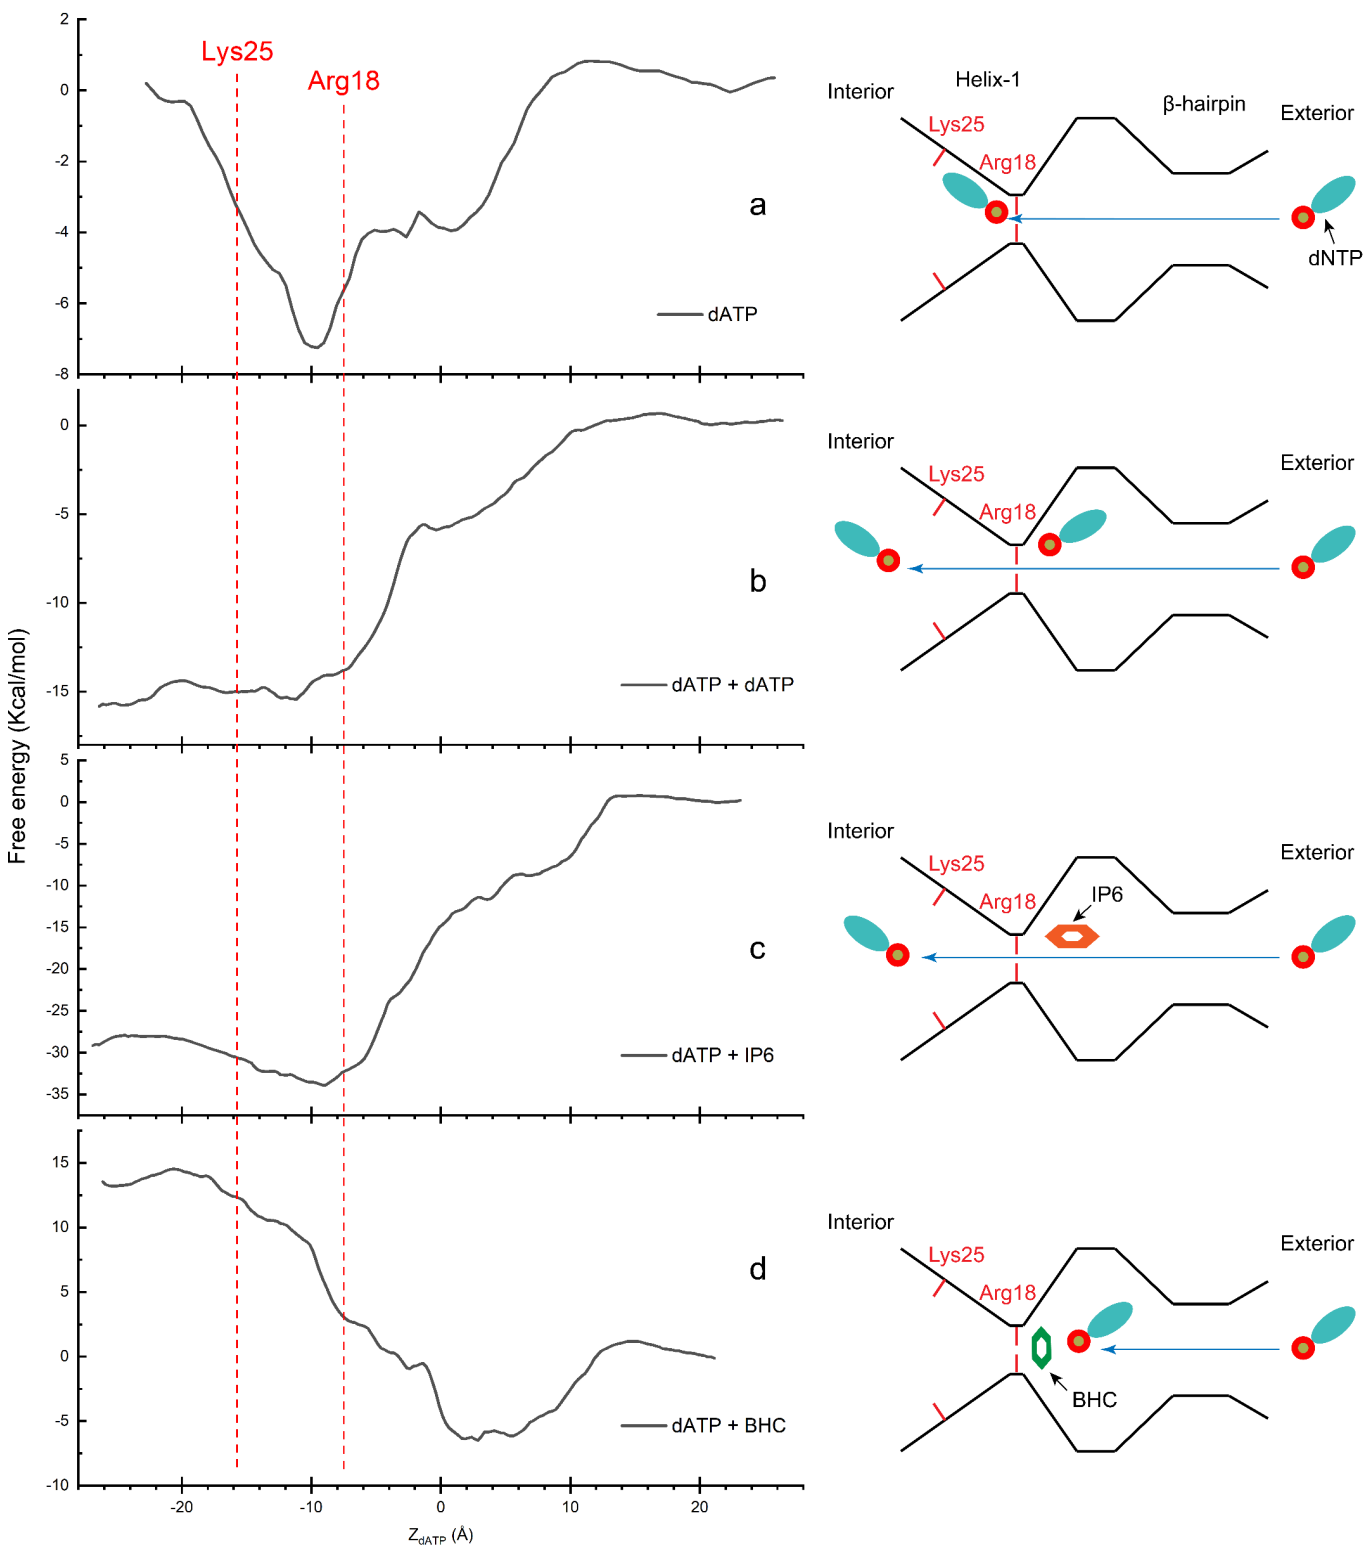 Free energy (Kcal/mol)
2
0
-2
-4
-6
-8
Lys25
Arg18
a
dATP
Interior
Helix-1
β-hairpin
Exterior
Lys25
Arg18
dNTP
0
-5
-10
-15
b
dATP + dATP
Interior
Exterior
Lys25
Arg18
5
0
-5
-10
-15
-20
-25
-30
-35
c
dATP + IP6
Interior
Exterior
Lys25
Arg18
IP6
15
10
5
0
-5
-10
d
dATP + BHC
-20 -10 0 10 20
ZdATP (Å)
Interior
Exterior
Lys25
Arg18
BHC